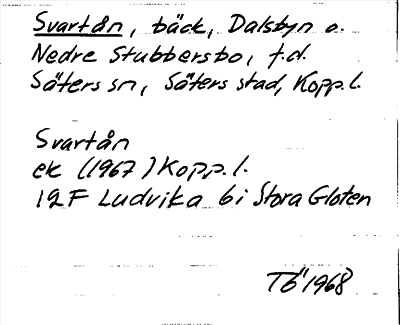 Svartån, bäck, Dalsbyn o.
Nedre Stubbersbo, f.d.
Säters sn, Säters stad, Kopp.l.
Svartån
ek (1967) Kopp.l.
12F Ludvika 6i Stora Gloten
TÖ 1968